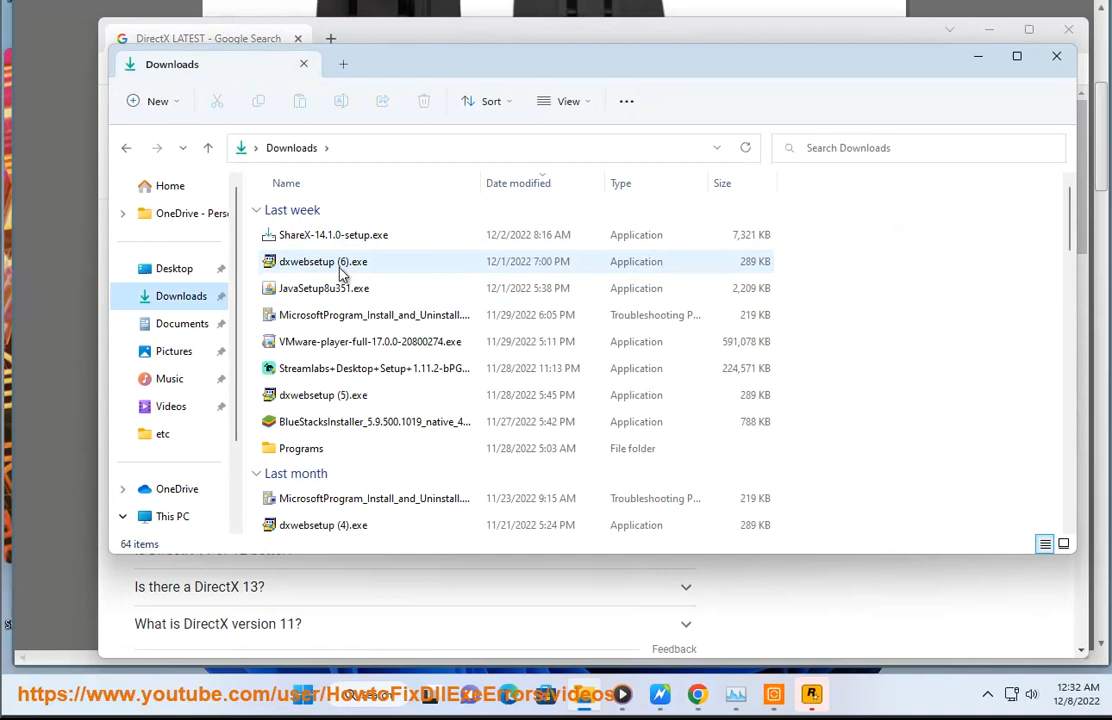 DirectX LATEST - Google Search
Downloads
New
Sort
View
Downloads
Search Downloads
Name
Date modified
Type
Size
Home
OneDrive - Pers
Desktop
Downloads
Documents
Pictures
Music
Videos
etc
OneDrive
This PC
Last week
ShareX-14.1.0-setup.exe 12/2/2022 8:16 AM Application 7,321 KB
dxwebsetup (6).exe 12/1/2022 7:00 PM Application 289 KB
JavaSetup8u351.exe 12/1/2022 5:38 PM Application 2,209 KB
MicrosoftProgram_Install_and_Uninstall.... 11/29/2022 6:05 PM Troubleshooting P... 219 KB
VMware-player-full-17.0.0-20800274.exe 11/29/2022 5:11 PM Application 591,078 KB
Streamlabs+Desktop+Setup+1.11.2-bPG... 11/28/2022 11:13 PM Application 224,571 KB
dxwebsetup (5).exe 11/28/2022 5:45 PM Application 289 KB
BlueStacksInstaller_5.9.500.1019_native_4... 11/27/2022 5:42 PM Application 788 KB
Programs 11/28/2022 5:03 AM File folder
Last month
MicrosoftProgram_Install_and_Uninstall.... 11/23/2022 9:15 AM Troubleshooting P... 219 KB
dxwebsetup (4).exe 11/21/2022 5:24 PM Application 289 KB
64 items
Is there a DirectX 13?
What is DirectX version 11?
Feedback
https://www.youtube.com/user/HowtoFixDllExeErrors/videos
12:32 AM
12/8/2022